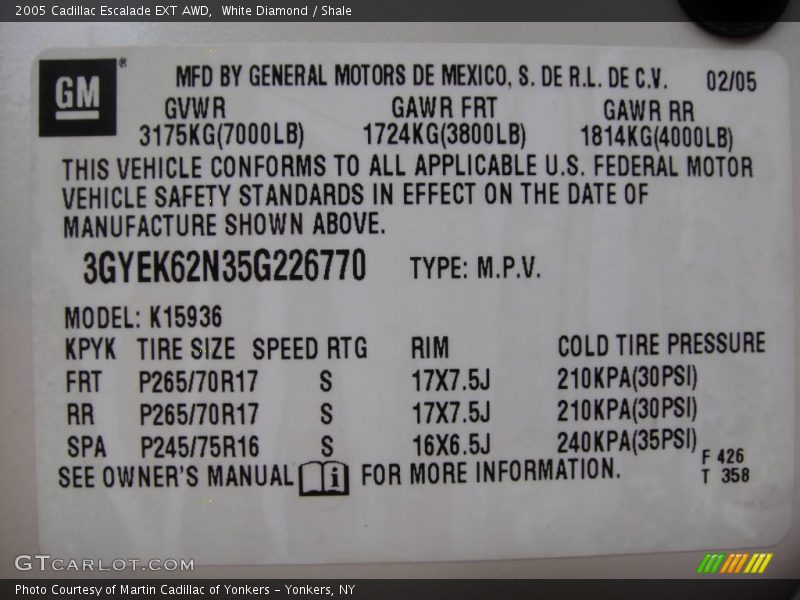 2005 Cadillac Escalade EXT AWD,  White Diamond / Shale
GM®
MFD BY GENERAL MOTORS DE MEXICO, S. DE R.L. DE C.V. 02/05
GVWR GAWR FRT GAWR RR
3175KG(7000LB) 1724KG(3800LB) 1814KG(4000LB)
THIS VEHICLE CONFORMS TO ALL APPLICABLE U.S. FEDERAL MOTOR
VEHICLE SAFETY STANDARDS IN EFFECT ON THE DATE OF
MANUFACTURE SHOWN ABOVE.
3GYEK62N35G226770 TYPE: M.P.V.
MODEL: K15936
KPYK TIRE SIZE SPEED RTG RIM COLD TIRE PRESSURE
FRT P265/70R17 S 17X7.5J 210KPA(30PSI)
RR P265/70R17 S 17X7.5J 210KPA(30PSI)
SPA P245/75R16 S 16X6.5J 240KPA(35PSI)
F 426
SEE OWNER'S MANUAL i FOR MORE INFORMATION. T 358
GTCARLOT.COM
Photo Courtesy of Martin Cadillac of Yonkers – Yonkers, NY